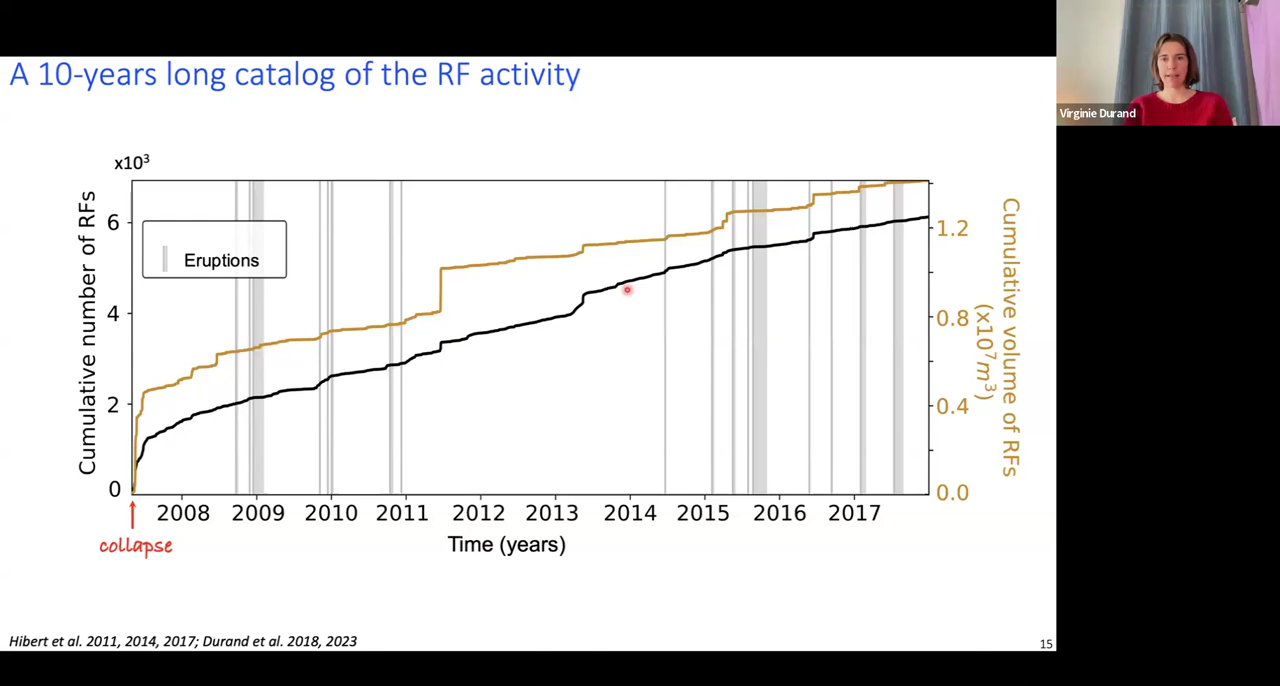 A 10-years long catalog of the RF activity
Virginie Durand
x10³
Cumulative number of RFs
6
4
2
0
Eruptions
1.2
0.8
0.4
0.0
Cumulative volume of RFs
(x10⁷m³)
2008 2009 2010 2011 2012 2013 2014 2015 2016 2017
collapse
Time (years)
Hibert et al. 2011, 2014, 2017; Durand et al. 2018, 2023
15